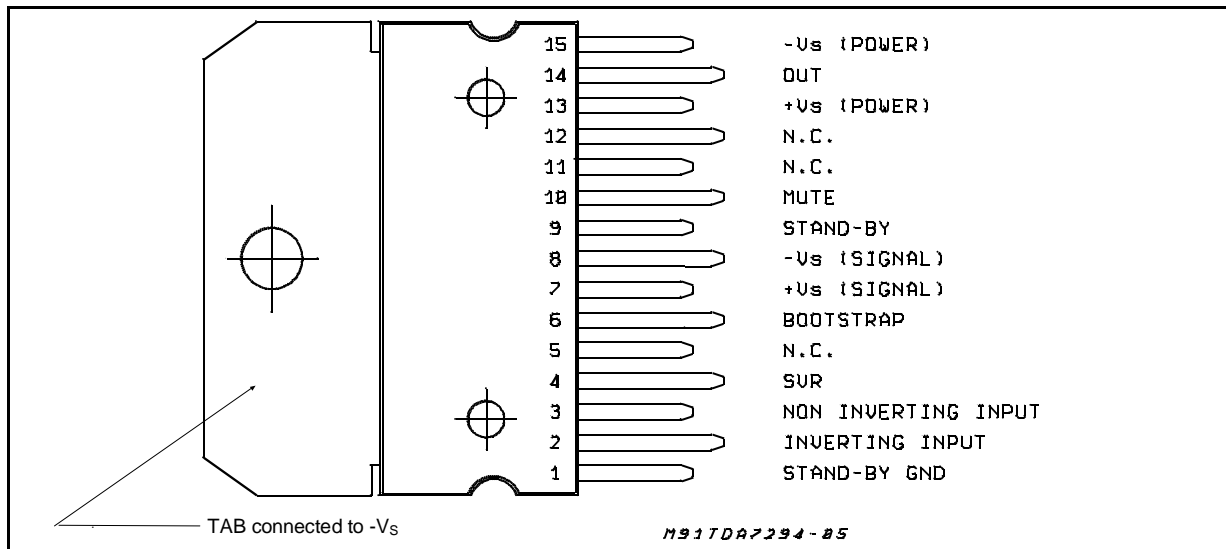 15 -Vs (POWER)
14 OUT
13 +Vs (POWER)
12 N.C.
11 N.C.
10 MUTE
9 STAND-BY
8 -Vs (SIGNAL)
7 +Vs (SIGNAL)
6 BOOTSTRAP
5 N.C.
4 SVR
3 NON INVERTING INPUT
2 INVERTING INPUT
1 STAND-BY GND
TAB connected to -VS
M91TDA7294-05